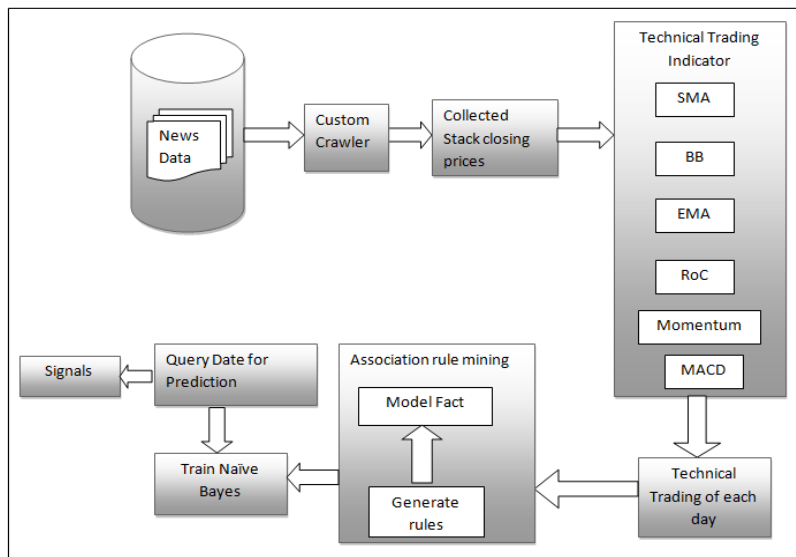 News
Data
Custom
Crawler
Collected
Stack closing
prices
Technical Trading
Indicator
SMA
BB
EMA
RoC
Momentum
MACD
Technical
Trading of each
day
Association rule mining
Model Fact
Generate
rules
Train Naïve
Bayes
Query Date for
Prediction
Signals